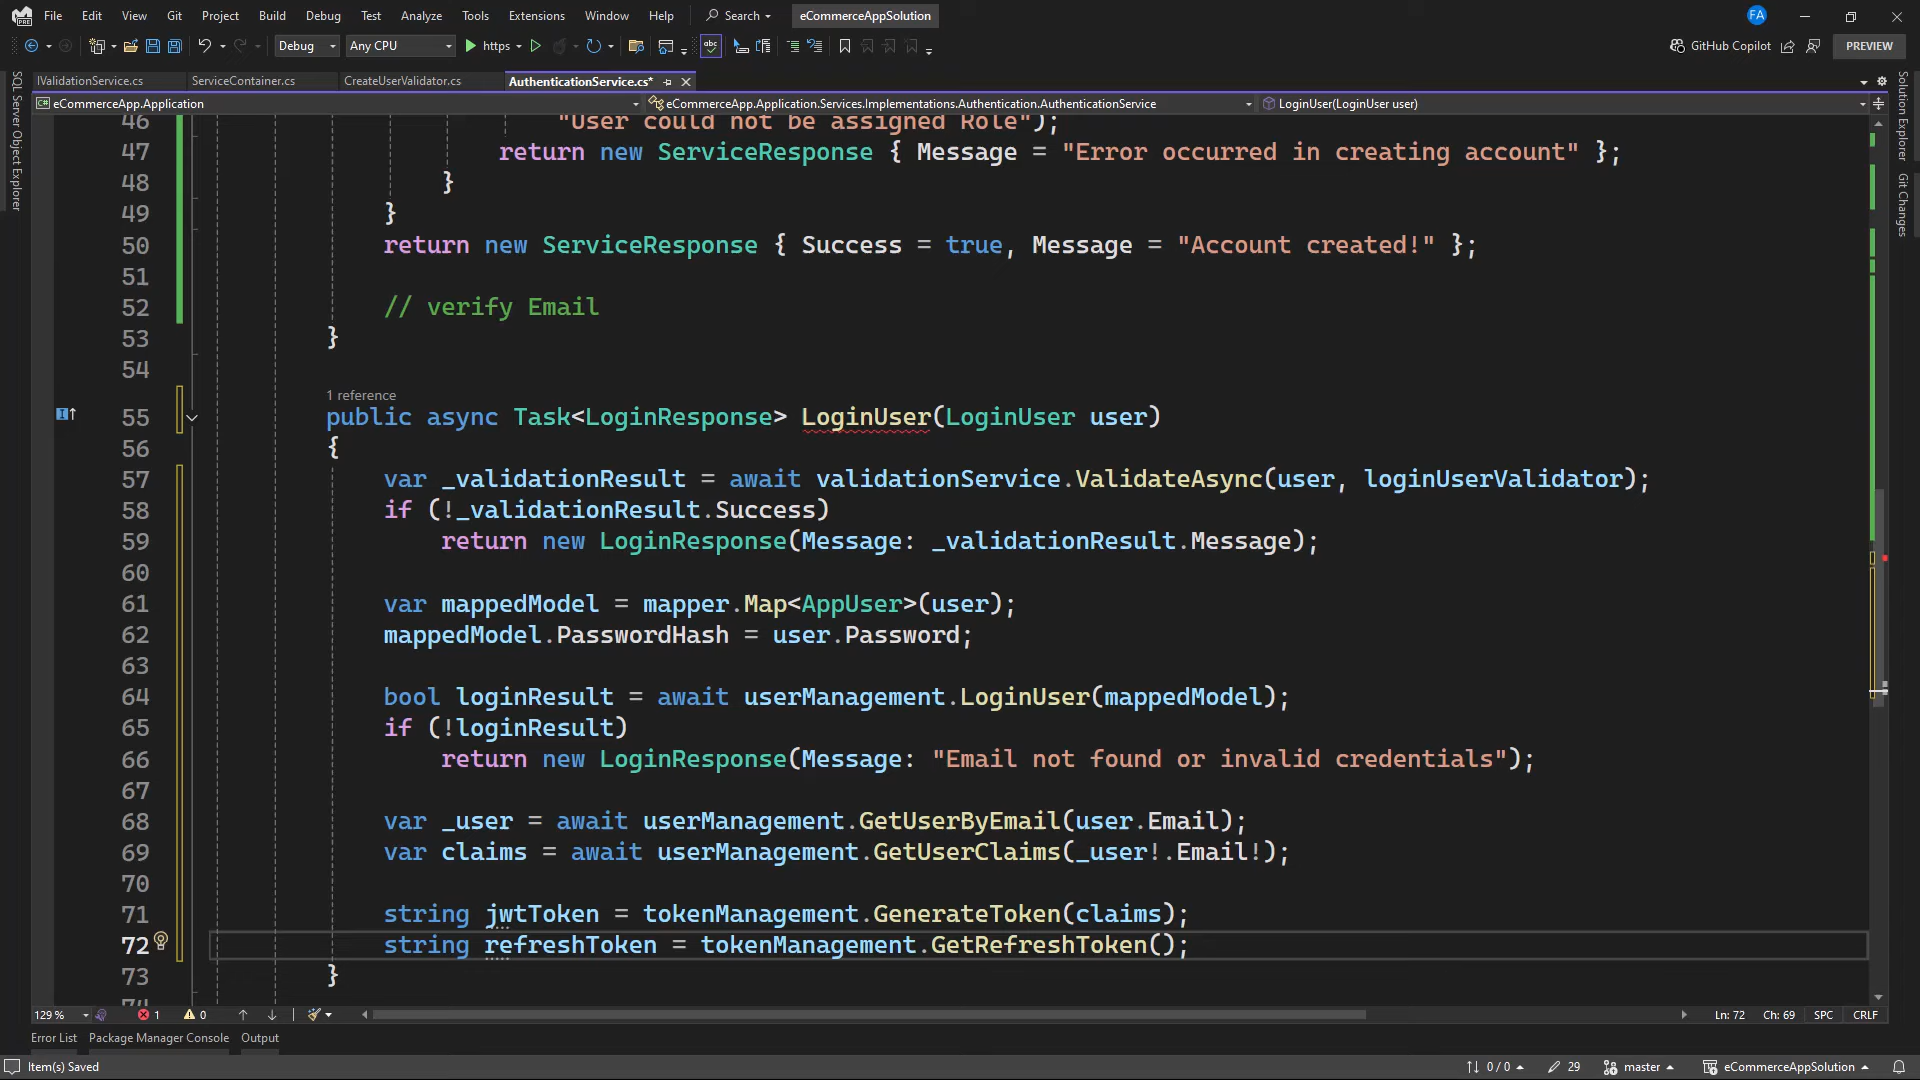 File Edit View Git Project Build Debug Test Analyze Tools Extensions Window Help Search eCommerceAppSolution FA
Debug Any CPU https abc GitHub Copilot PREVIEW
IValidationService.cs ServiceContainer.cs CreateUserValidator.cs AuthenticationService.cs*
C# eCommerceApp.Application eCommerceApp.Application.Services.Implementations.Authentication.AuthenticationService LoginUser(LoginUser user)
SQL Server Object Explorer
Solution Explorer
Git Changes
46 "User could not be assigned Role");
47 return new ServiceResponse { Message = "Error occurred in creating account" };
48 }
49 }
50 return new ServiceResponse { Success = true, Message = "Account created!" };
51
52 // verify Email
53 }
54
1 reference
55 public async Task<LoginResponse> LoginUser(LoginUser user)
56 {
57 var _validationResult = await validationService.ValidateAsync(user, loginUserValidator);
58 if (!_validationResult.Success)
59 return new LoginResponse(Message: _validationResult.Message);
60
61 var mappedModel = mapper.Map<AppUser>(user);
62 mappedModel.PasswordHash = user.Password;
63
64 bool loginResult = await userManagement.LoginUser(mappedModel);
65 if (!loginResult)
66 return new LoginResponse(Message: "Email not found or invalid credentials");
67
68 var _user = await userManagement.GetUserByEmail(user.Email);
69 var claims = await userManagement.GetUserClaims(_user!.Email!);
70
71 string jwtToken = tokenManagement.GenerateToken(claims);
72 string refreshToken = tokenManagement.GetRefreshToken();
73 }
74
129 % 1 0 Ln: 72 Ch: 69 SPC CRLF
Error List Package Manager Console Output
Item(s) Saved 0 / 0 29 master eCommerceAppSolution